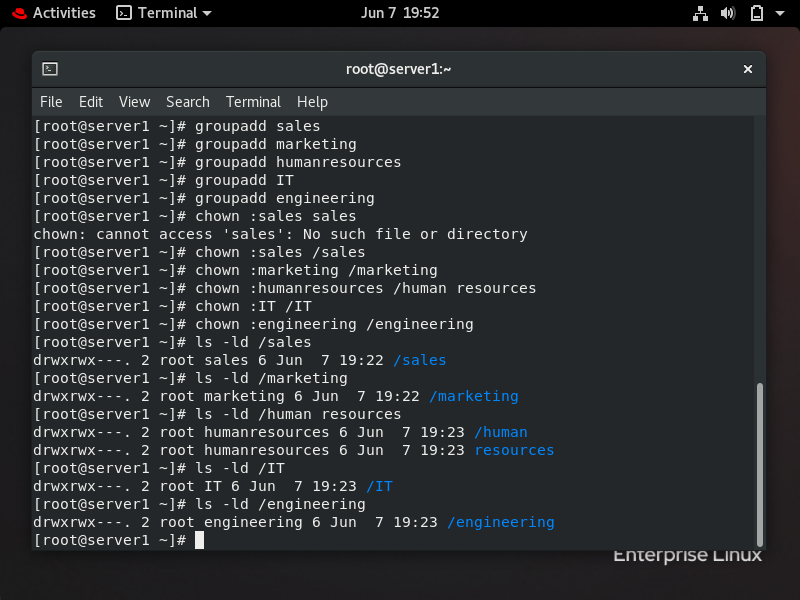 Activities Terminal Jun 7 19:52
root@server1:~ ×
File Edit View Search Terminal Help
[root@server1 ~]# groupadd sales
[root@server1 ~]# groupadd marketing
[root@server1 ~]# groupadd humanresources
[root@server1 ~]# groupadd IT
[root@server1 ~]# groupadd engineering
[root@server1 ~]# chown :sales sales
chown: cannot access 'sales': No such file or directory
[root@server1 ~]# chown :sales /sales
[root@server1 ~]# chown :marketing /marketing
[root@server1 ~]# chown :humanresources /human resources
[root@server1 ~]# chown :IT /IT
[root@server1 ~]# chown :engineering /engineering
[root@server1 ~]# ls -ld /sales
drwxrwx---. 2 root sales 6 Jun  7 19:22 /sales
[root@server1 ~]# ls -ld /marketing
drwxrwx---. 2 root marketing 6 Jun  7 19:22 /marketing
[root@server1 ~]# ls -ld /human resources
drwxrwx---. 2 root humanresources 6 Jun  7 19:23 /human
drwxrwx---. 2 root humanresources 6 Jun  7 19:23 resources
[root@server1 ~]# ls -ld /IT
drwxrwx---. 2 root IT 6 Jun  7 19:23 /IT
[root@server1 ~]# ls -ld /engineering
drwxrwx---. 2 root engineering 6 Jun  7 19:23 /engineering
[root@server1 ~]#
Enterprise Linux